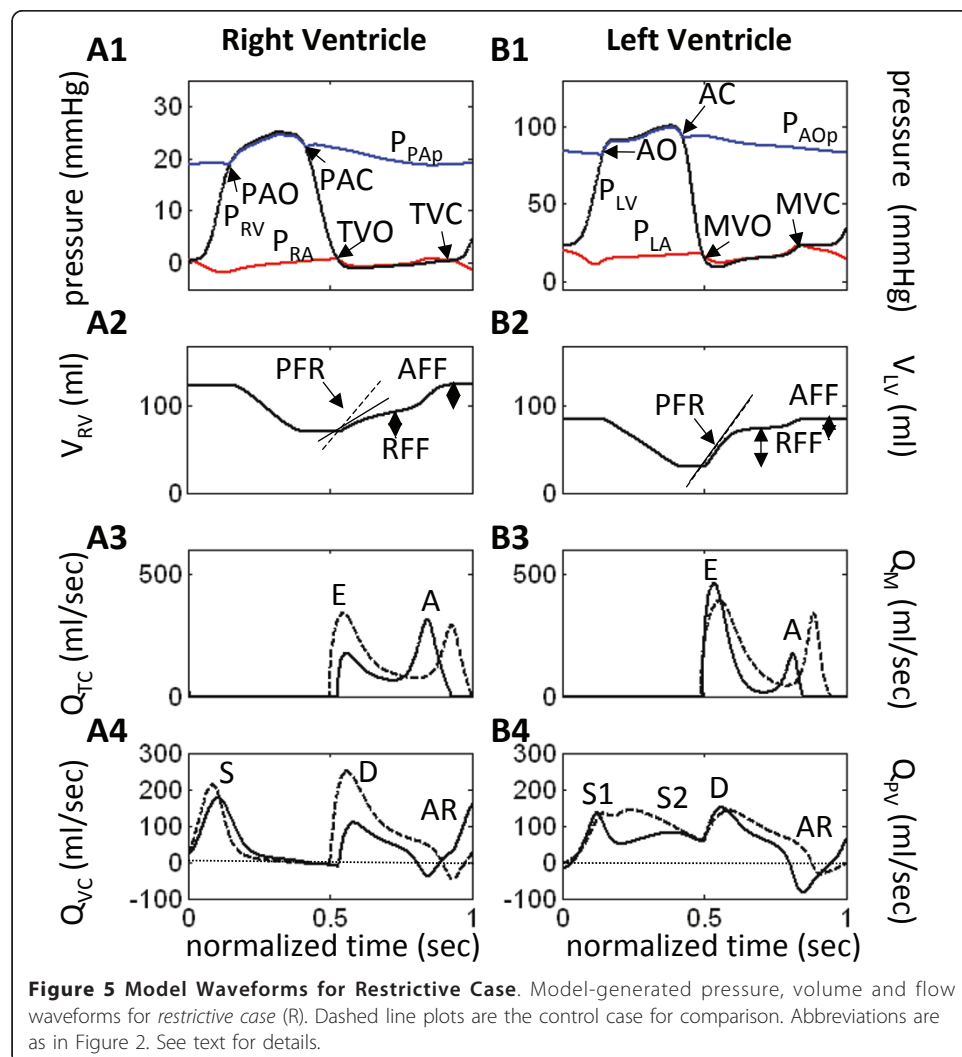 Right Ventricle
Left Ventricle
A1
B1
pressure (mmHg)
30
20
10
0
P_PAp
PAO
PAC
P_RV
P_RA
TVO
TVC
100
50
0
AC
P_AOp
AO
P_LV
P_LA
MVO
MVC
pressure (mmHg)
A2
B2
V_RV (ml)
100
0
PFR
AFF
RFF
100
0
PFR
AFF
RFF
V_LV (ml)
A3
B3
Q_TC (ml/sec)
500
0
E
A
500
0
E
A
Q_M (ml/sec)
A4
B4
Q_VC (ml/sec)
300
200
100
0
-100
S
D
AR
0
0.5
1
normalized time (sec)
300
200
100
0
-100
S1
S2
D
AR
0
0.5
1
normalized time (sec)
Q_PV (ml/sec)
Figure 5 Model Waveforms for Restrictive Case. Model-generated pressure, volume and flow
waveforms for restrictive case (R). Dashed line plots are the control case for comparison. Abbreviations are
as in Figure 2. See text for details.